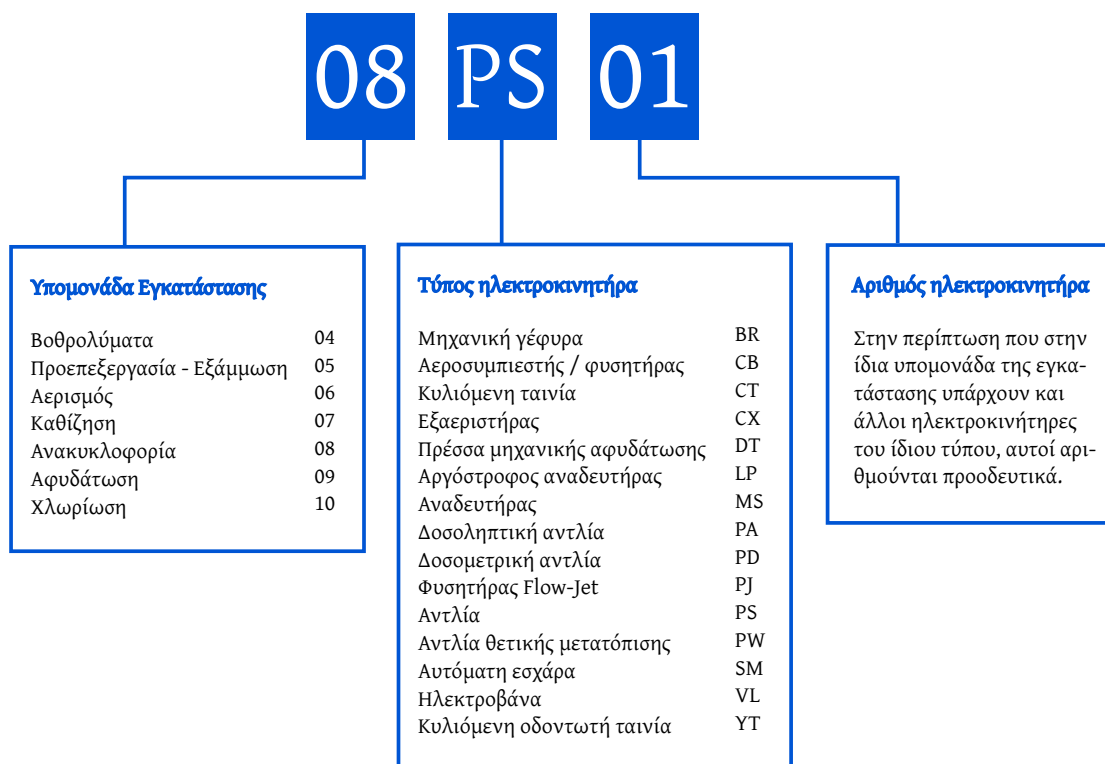 08 PS 01
Υπομονάδα Εγκατάστασης
Βοθρολύματα 04
Προεπεξεργασία - Εξάμμωση 05
Αερισμός 06
Καθίζηση 07
Ανακυκλοφορία 08
Αφυδάτωση 09
Χλωρίωση 10
Τύπος ηλεκτροκινητήρα
Μηχανική γέφυρα BR
Αεροσυμπιεστής / φυσητήρας CB
Κυλιόμενη ταινία CT
Εξαεριστήρας CX
Πρέσσα μηχανικής αφυδάτωσης DT
Αργόστροφος αναδευτήρας LP
Αναδευτήρας MS
Δοσοληπτική αντλία PA
Δοσομετρική αντλία PD
Φυσητήρας Flow-Jet PJ
Αντλία PS
Αντλία θετικής μετατόπισης PW
Αυτόματη εσχάρα SM
Ηλεκτροβάνα VL
Κυλιόμενη οδοντωτή ταινία YT
Αριθμός ηλεκτροκινητήρα
Στην περίπτωση που στην
ίδια υπομονάδα της εγκα-
τάστασης υπάρχουν και
άλλοι ηλεκτροκινήτηρες
του ίδιου τύπου, αυτοί αρι-
θμούνται προοδευτικά.